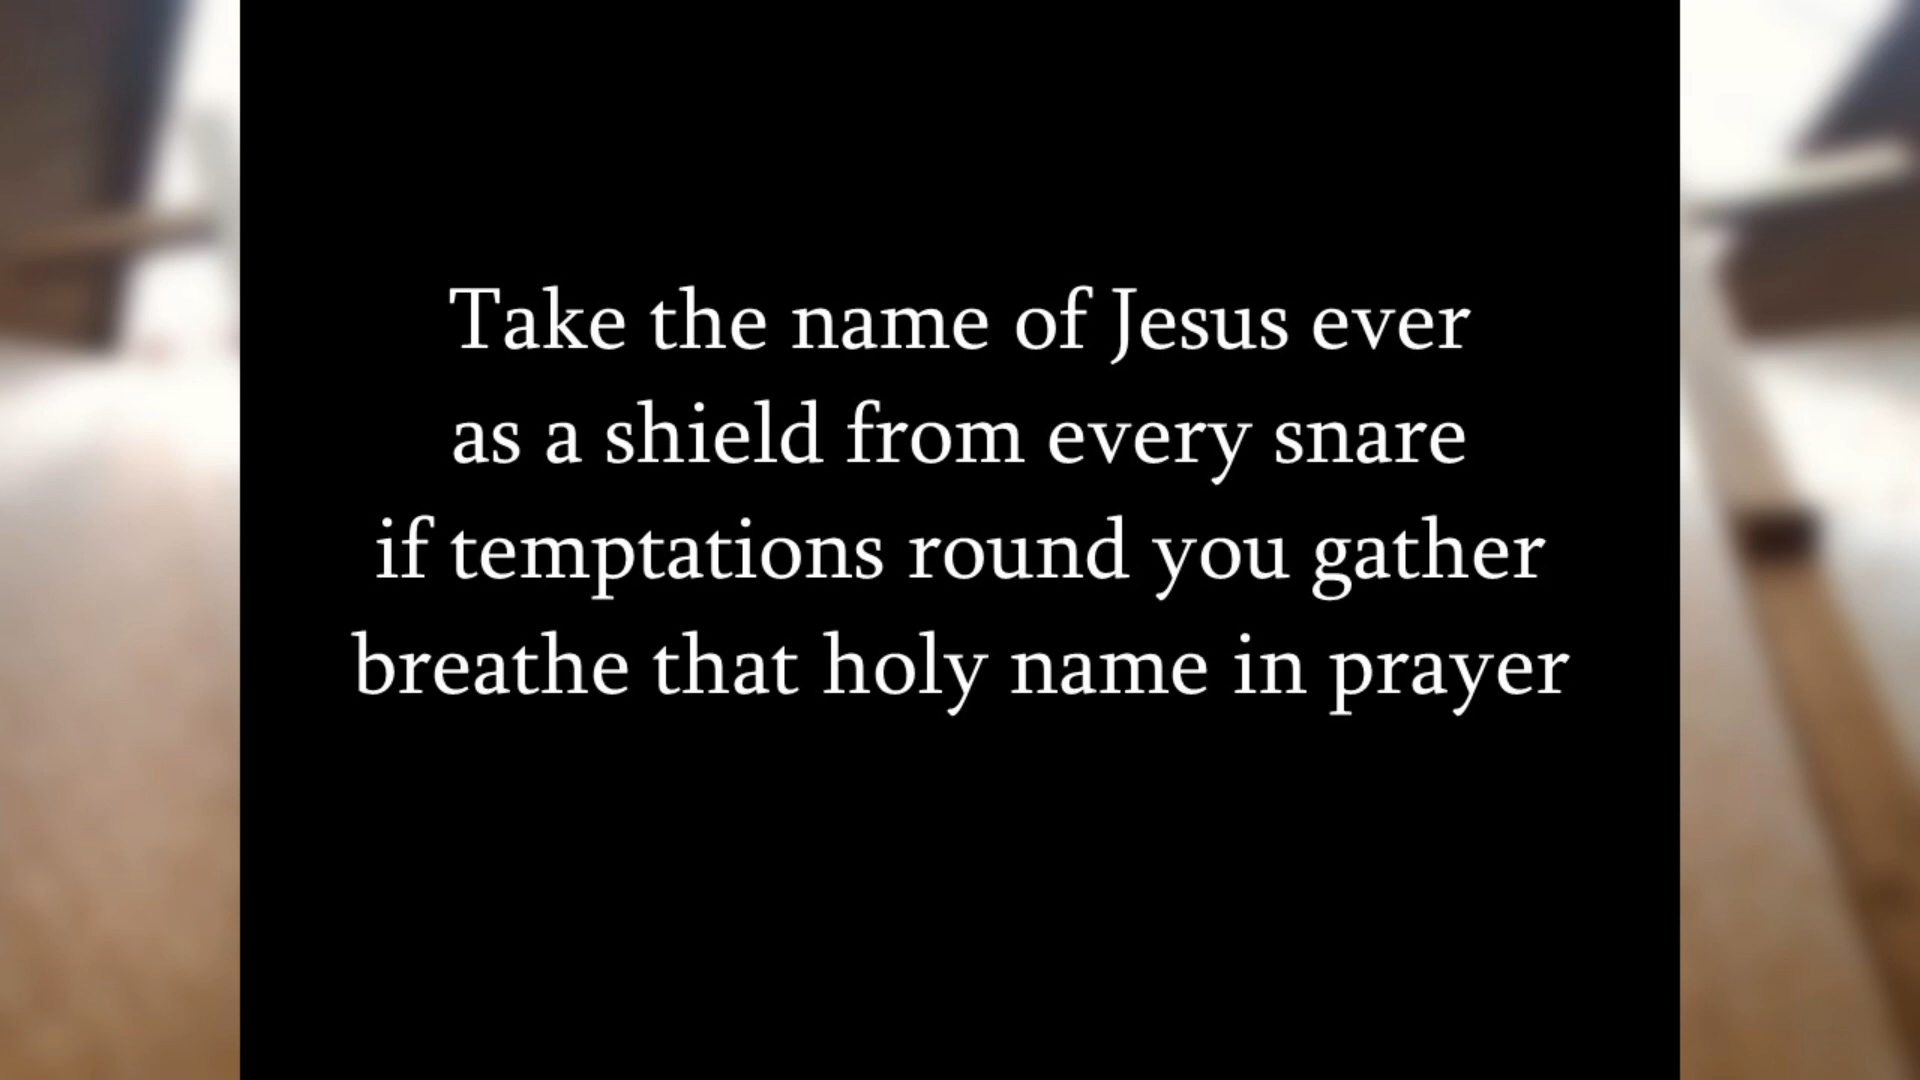 Take the name of Jesus ever
as a shield from every snare
if temptations round you gather
breathe that holy name in prayer